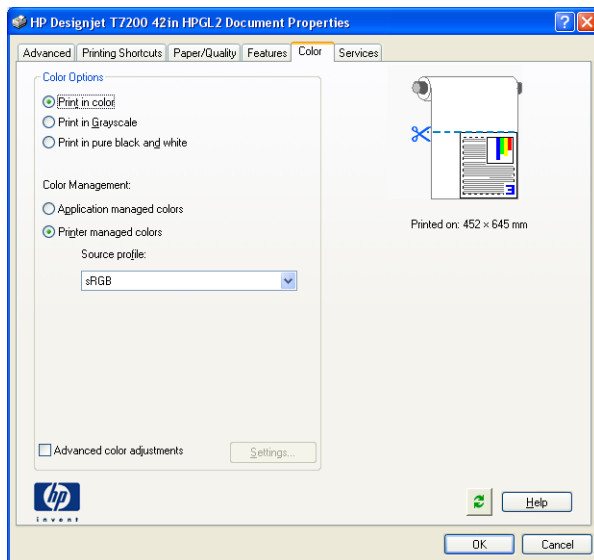 HP Designjet T7200 42in HPGL2 Document Properties
Advanced
Printing Shortcuts
Paper/Quality
Features
Color
Services
Color Options
Print in color
Print in Grayscale
Print in pure black and white
Color Management:
Application managed colors
Printer managed colors
Source profile:
sRGB
Advanced color adjustments
Settings...
3
Printed on: 452 × 645 mm
hp
invent
Help
OK
Cancel